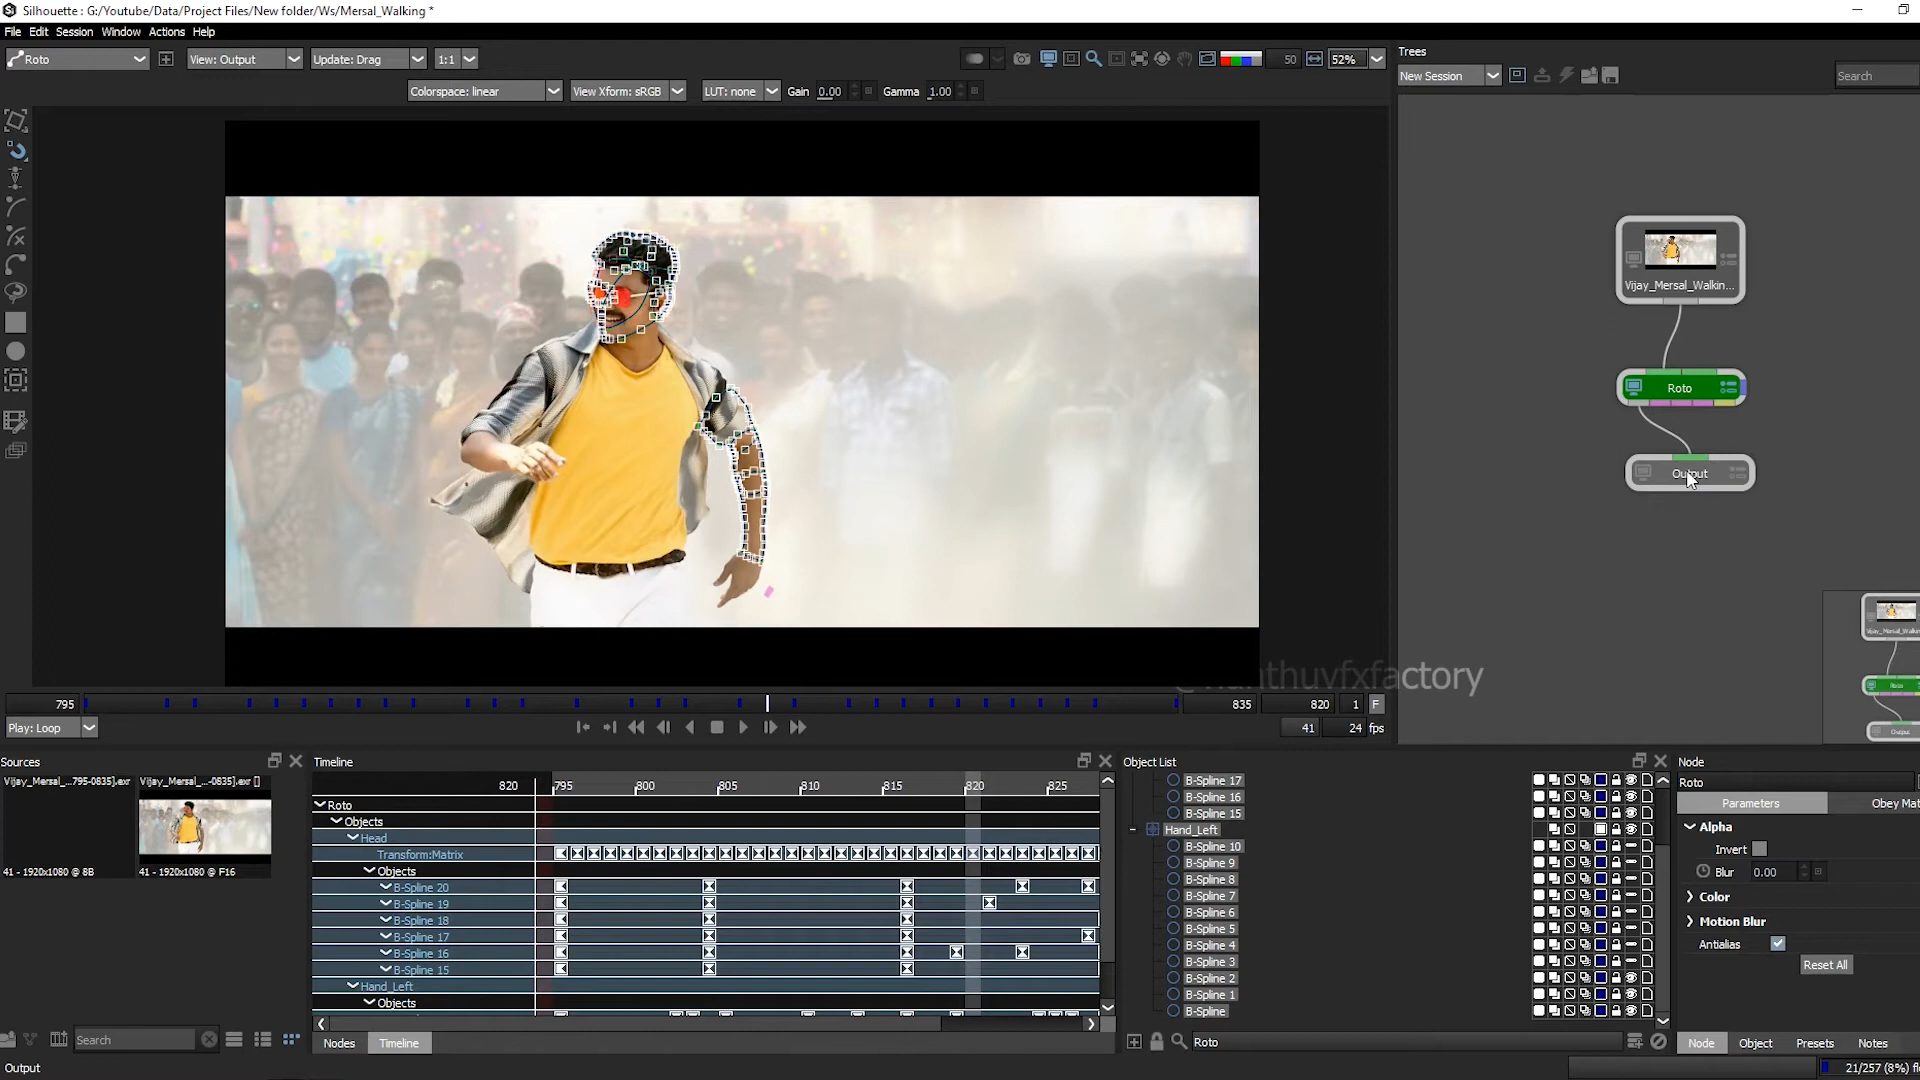 Silhouette : G:/Youtube/Data/Project Files/New folder/Ws/Mersal_Walking *
File Edit Session Window Actions Help
Roto
View: Output
Update: Drag
1:1
50
52%
Colorspace: linear
View Xform: sRGB
LUT: none
Gain 0.00
Gamma 1.00
Trees
New Session
Search
Vijay_Mersal_Walkin...
Roto
Output
795
835
820
1
F
Play: Loop
41
24 fps
Sources
Vijay_Mersal_...795-0835].exr
Vijay_Mersal_...-0835].exr []
41 - 1920x1080 @ 8B
41 - 1920x1080 @ F16
Search
Output
Timeline
820
795 800 805 810 815 820 825
Roto
Objects
Head
Transform:Matrix
Objects
B-Spline 20
B-Spline 19
B-Spline 18
B-Spline 17
B-Spline 16
B-Spline 15
Hand_Left
Objects
Nodes
Timeline
Object List
B-Spline 17
B-Spline 16
B-Spline 15
Hand_Left
B-Spline 10
B-Spline 9
B-Spline 8
B-Spline 7
B-Spline 6
B-Spline 5
B-Spline 4
B-Spline 3
B-Spline 2
B-Spline 1
B-Spline
Roto
Node
Roto
Parameters
Obey Mat
Alpha
Invert
Blur 0.00
Color
Motion Blur
Antialias
Reset All
Node
Object
Presets
Notes